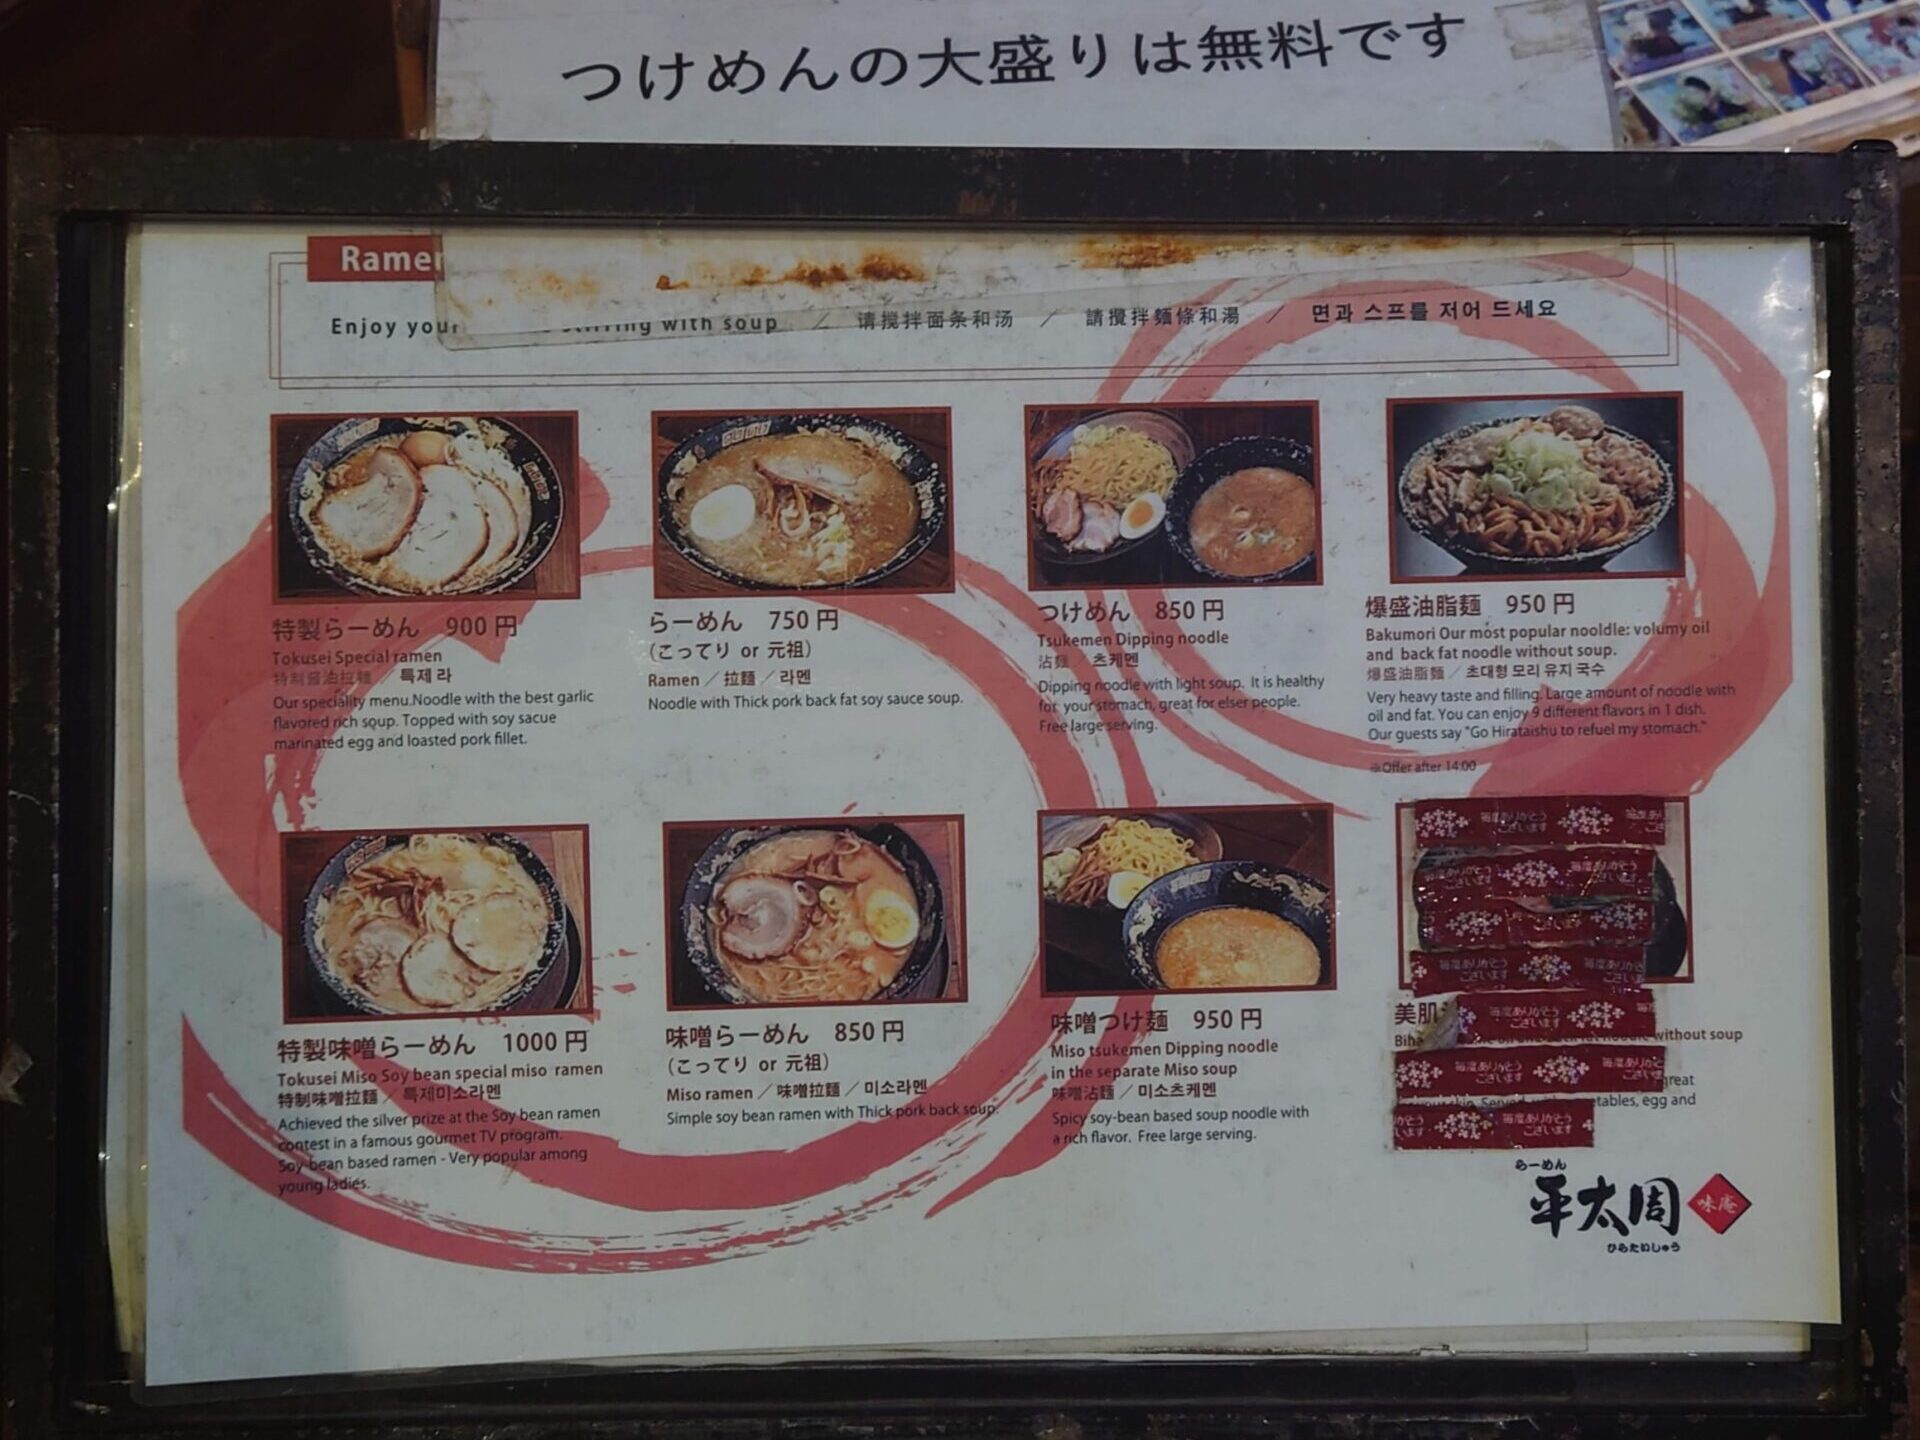 つけめんの大盛りは無料です
Ramen
Enjoy your stirring with soup ／ 请搅拌面条和汤 ／ 請攪拌麵條和湯 ／ 면과 스프를 저어 드세요
特製らーめん 900円
Tokusei Special ramen
特制醤油拉麺 ／ 특제 라
Our speciality menu.Noodle with the best garlic
flavored rich soup. Topped with soy sacue
marinated egg and loasted pork fillet.
らーめん 750円
（こってり or 元祖）
Ramen ／ 拉麵 ／ 라멘
Noodle with Thick pork back fat soy sauce soup.
つけめん 850円
Tsukemen Dipping noodle
沾麵 ／ 츠케멘
Dipping noodle with light soup. It is healthy
for your stomach, great for elser people.
Free large serving.
爆盛油脂麺 950円
Bakumori Our most popular nooldle: volumy oil
and back fat noodle without soup.
爆盛油脂麵 ／ 초대형 모리 유지 국수
Very heavy taste and filling. Large amount of noodle with
oil and fat. You can enjoy 9 different flavors in 1 dish.
Our guests say "Go Hirataishu to refuel my stomach."
※Offer after 14:00
特製味噌らーめん 1000円
Tokusei Miso Soy bean special miso ramen
特制味噌拉麵 ／ 특제미소라멘
Achieved the silver prize at the Soy bean ramen
contest in a famous gourmet TV program.
Soy bean based ramen - Very popular among
young ladies.
味噌らーめん 850円
（こってり or 元祖）
Miso ramen ／ 味噌拉麵 ／ 미소라멘
Simple soy bean ramen with Thick pork back soup.
味噌つけ麺 950円
Miso tsukemen Dipping noodle
in the separate Miso soup
味噌沾麵 ／ 미소츠케멘
Spicy soy-bean based soup noodle with
a rich flavor. Free large serving.
毎度ありがとう
ございます
美肌
without soup
great
egg and
らーめん
平太周 味庵
ひらたいしゅう